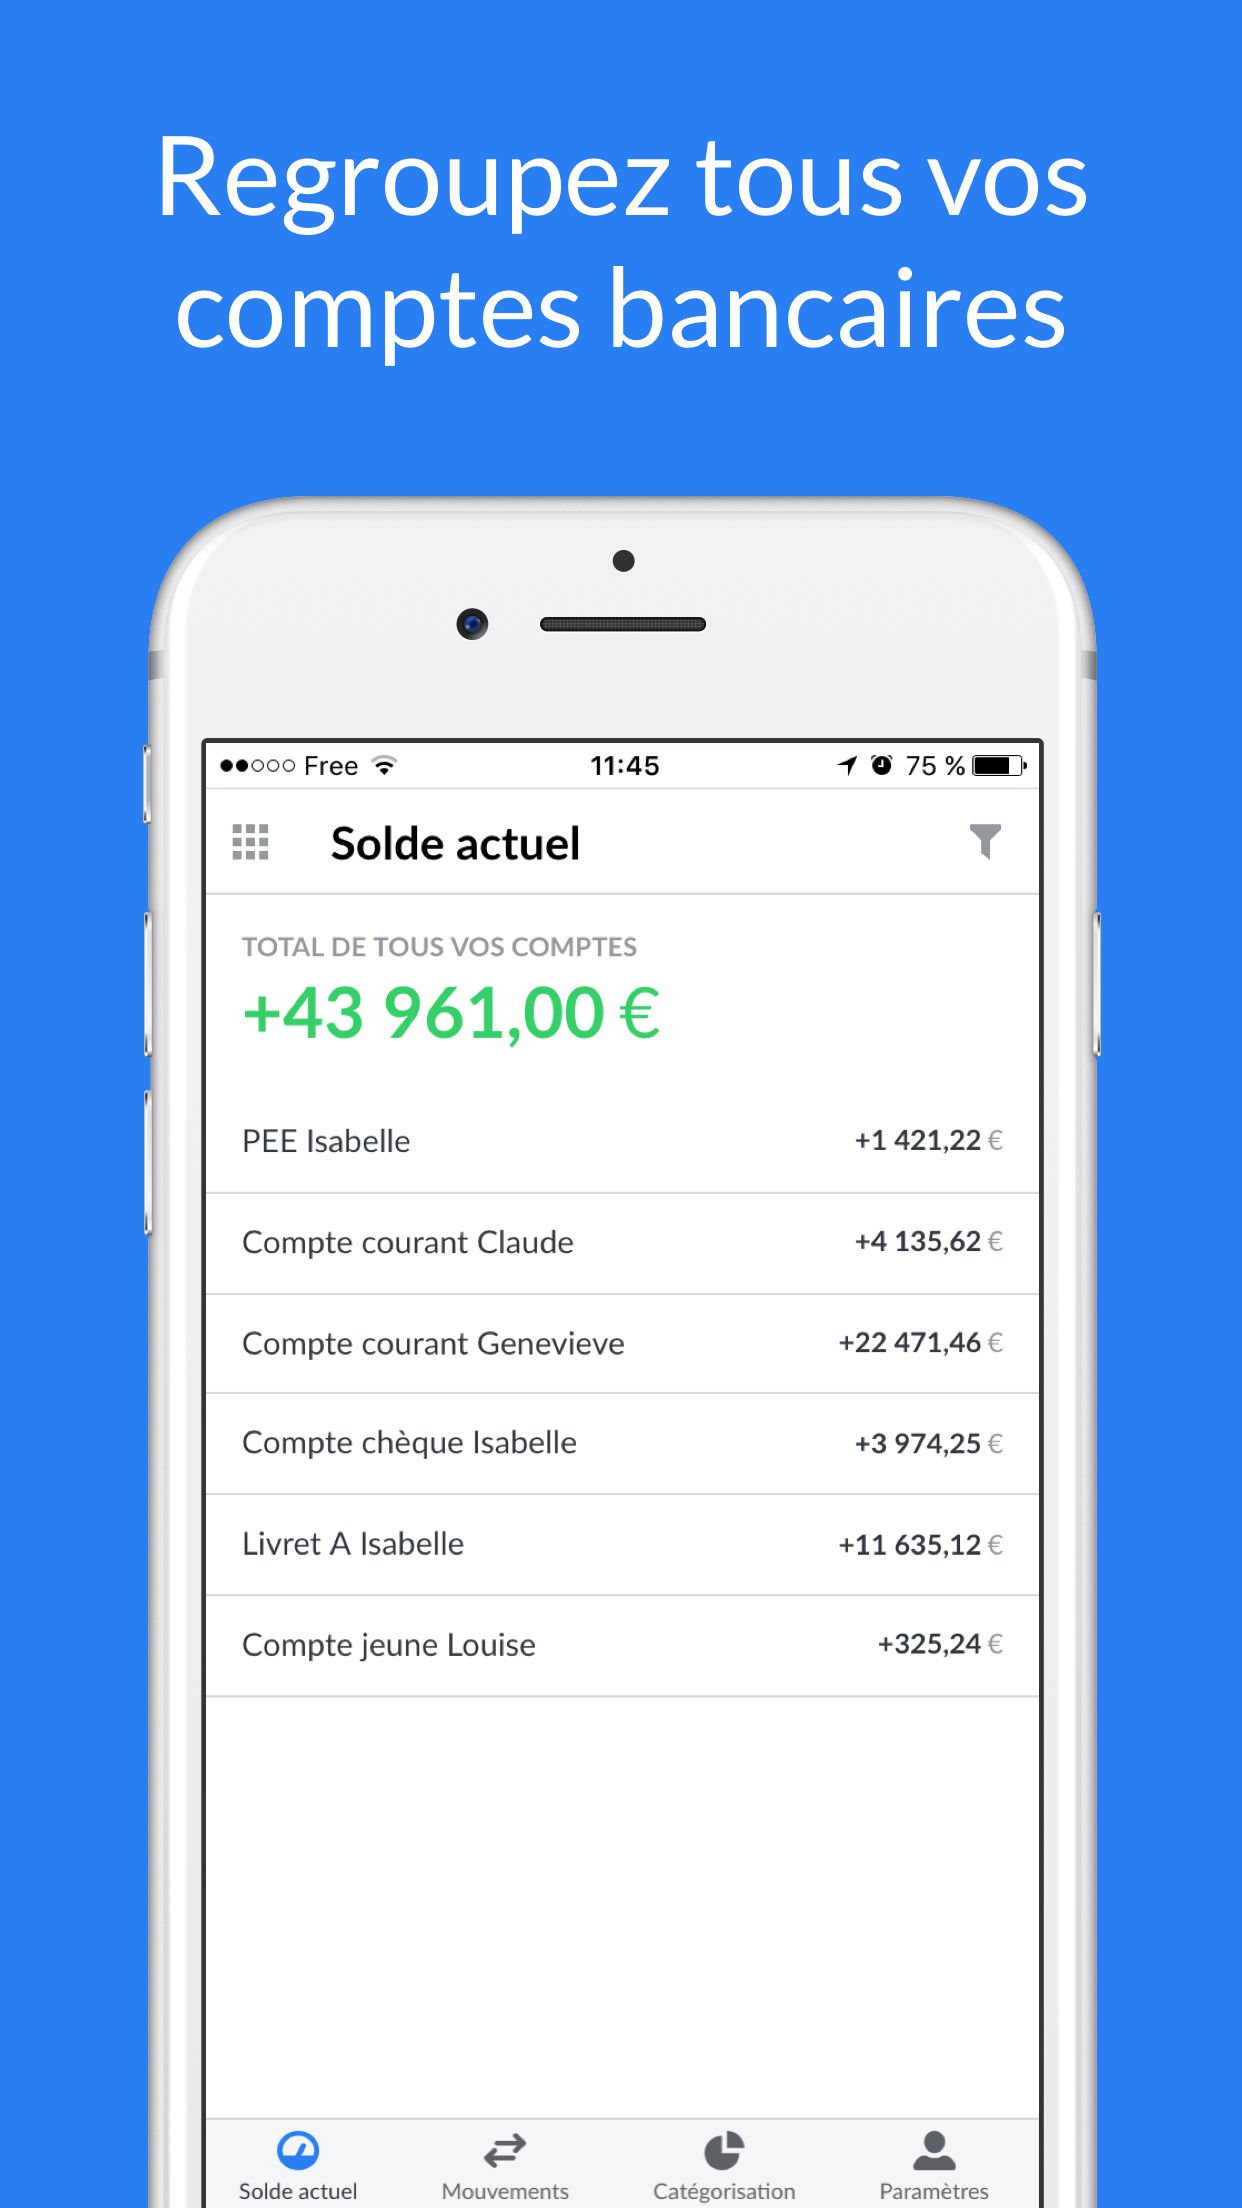 Regroupez tous vos
comptes bancaires
Free 11:45 75 %
Solde actuel
TOTAL DE TOUS VOS COMPTES
+43 961,00 €
PEE Isabelle +1 421,22 €
Compte courant Claude +4 135,62 €
Compte courant Genevieve +22 471,46 €
Compte chèque Isabelle +3 974,25 €
Livret A Isabelle +11 635,12 €
Compte jeune Louise +325,24 €
Solde actuel Mouvements Catégorisation Paramètres